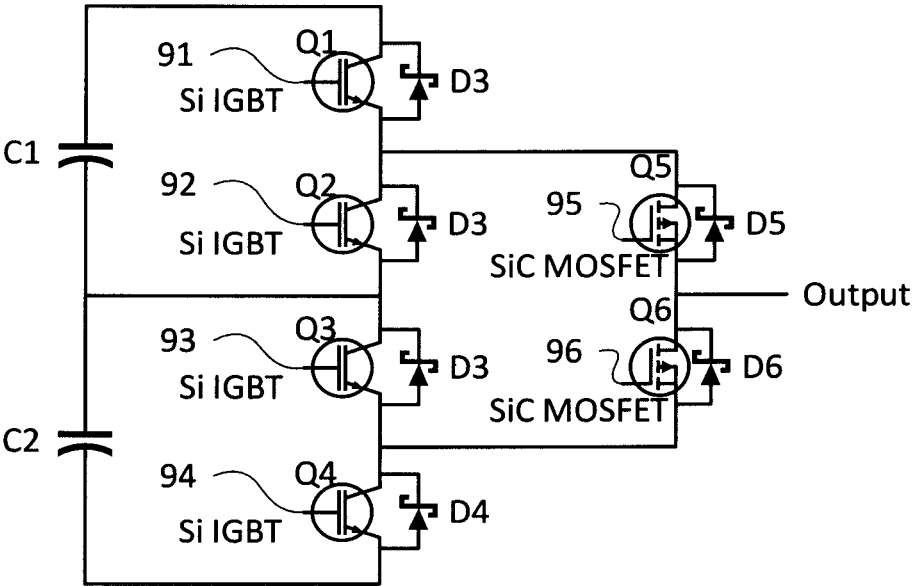 Q1
91
D3
Si IGBT
C1
Q5
92
Q2
95
D3
D5
Si IGBT
SiC MOSFET
Output
Q6
93
Q3
96
D3
D6
Si IGBT
SiC MOSFET
C2
94
Q4
D4
Si IGBT